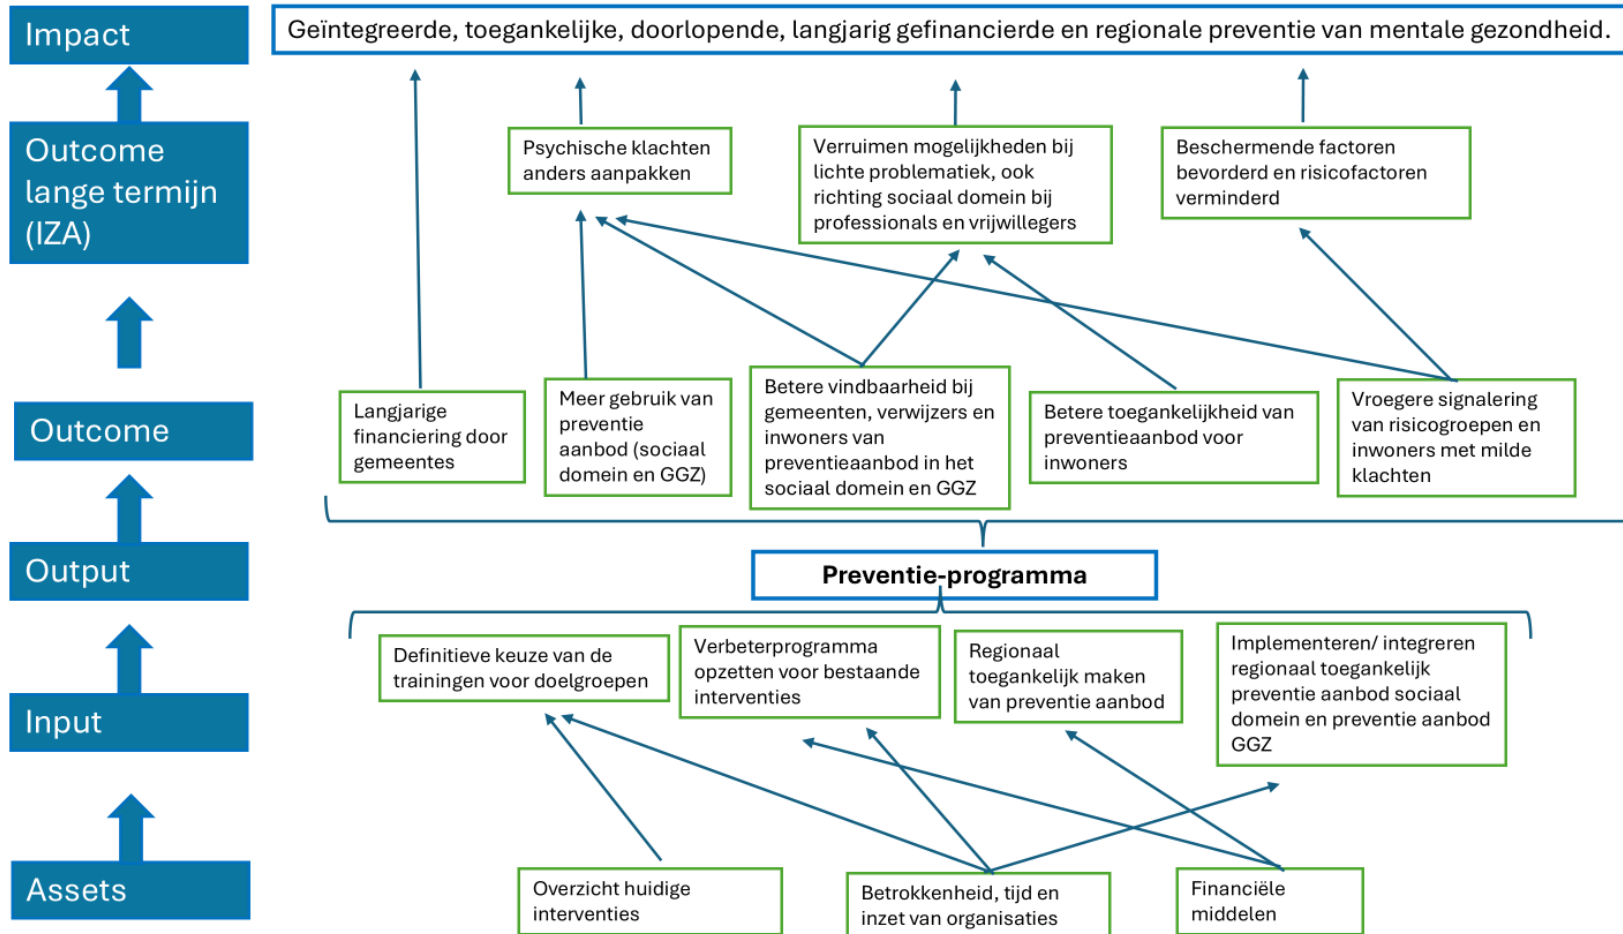 Impact
Geïntegreerde, toegankelijke, doorlopende, langjarig gefinancierde en regionale preventie van mentale gezondheid.
Outcome
lange termijn
(IZA)
Psychische klachten
anders aanpakken
Verruimen mogelijkheden bij
lichte problematiek, ook
richting sociaal domein bij
professionals en vrijwillegers
Beschermende factoren
bevorderd en risicofactoren
verminderd
Outcome
Langjarige
financiering door
gemeentes
Meer gebruik van
preventie
aanbod (sociaal
domein en GGZ)
Betere vindbaarheid bij
gemeenten, verwijzers en
inwoners van
preventieaanbod in het
sociaal domein en GGZ
Betere toegankelijkheid van
preventieaanbod voor
inwoners
Vroegere signalering
van risicogroepen en
inwoners met milde
klachten
Output
Preventie-programma
Input
Definitieve keuze van de
trainingen voor doelgroepen
Verbeterprogramma
opzetten voor bestaande
interventies
Regionaal
toegankelijk maken
van preventie aanbod
Implementeren/ integreren
regionaal toegankelijk
preventie aanbod sociaal
domein en preventie aanbod
GGZ
Assets
Overzicht huidige
interventies
Betrokkenheid, tijd en
inzet van organisaties
Financiële
middelen